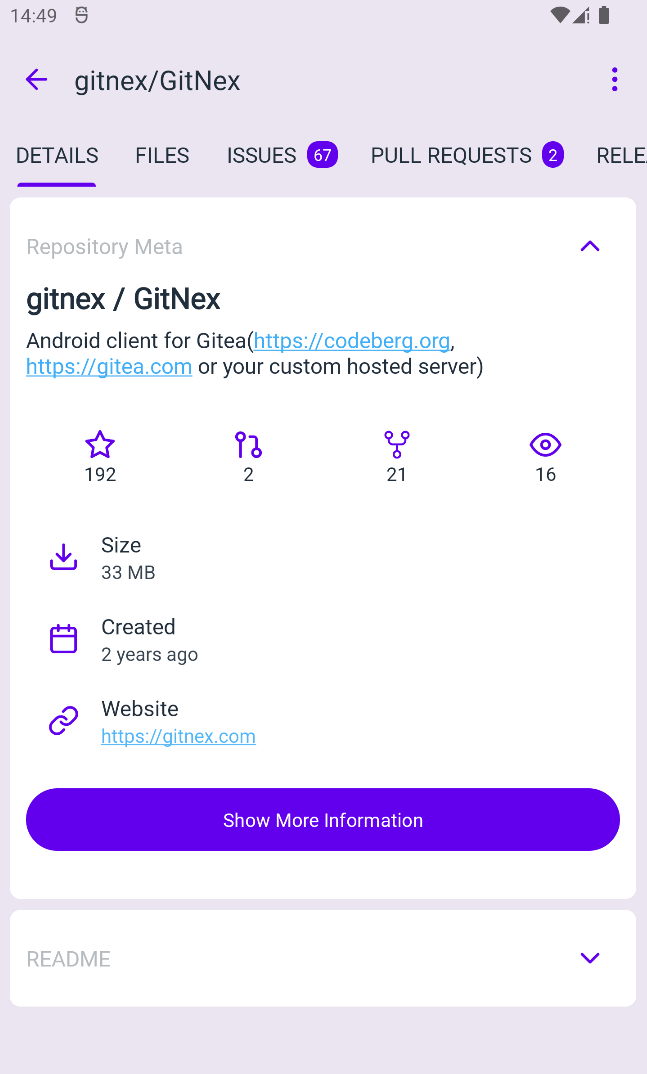 14:49
gitnex/GitNex
DETAILS FILES ISSUES 67 PULL REQUESTS 2 RELEA
Repository Meta
gitnex / GitNex
Android client for Gitea(https://codeberg.org,
https://gitea.com or your custom hosted server)
192 2 21 16
Size
33 MB
Created
2 years ago
Website
https://gitnex.com
Show More Information
README